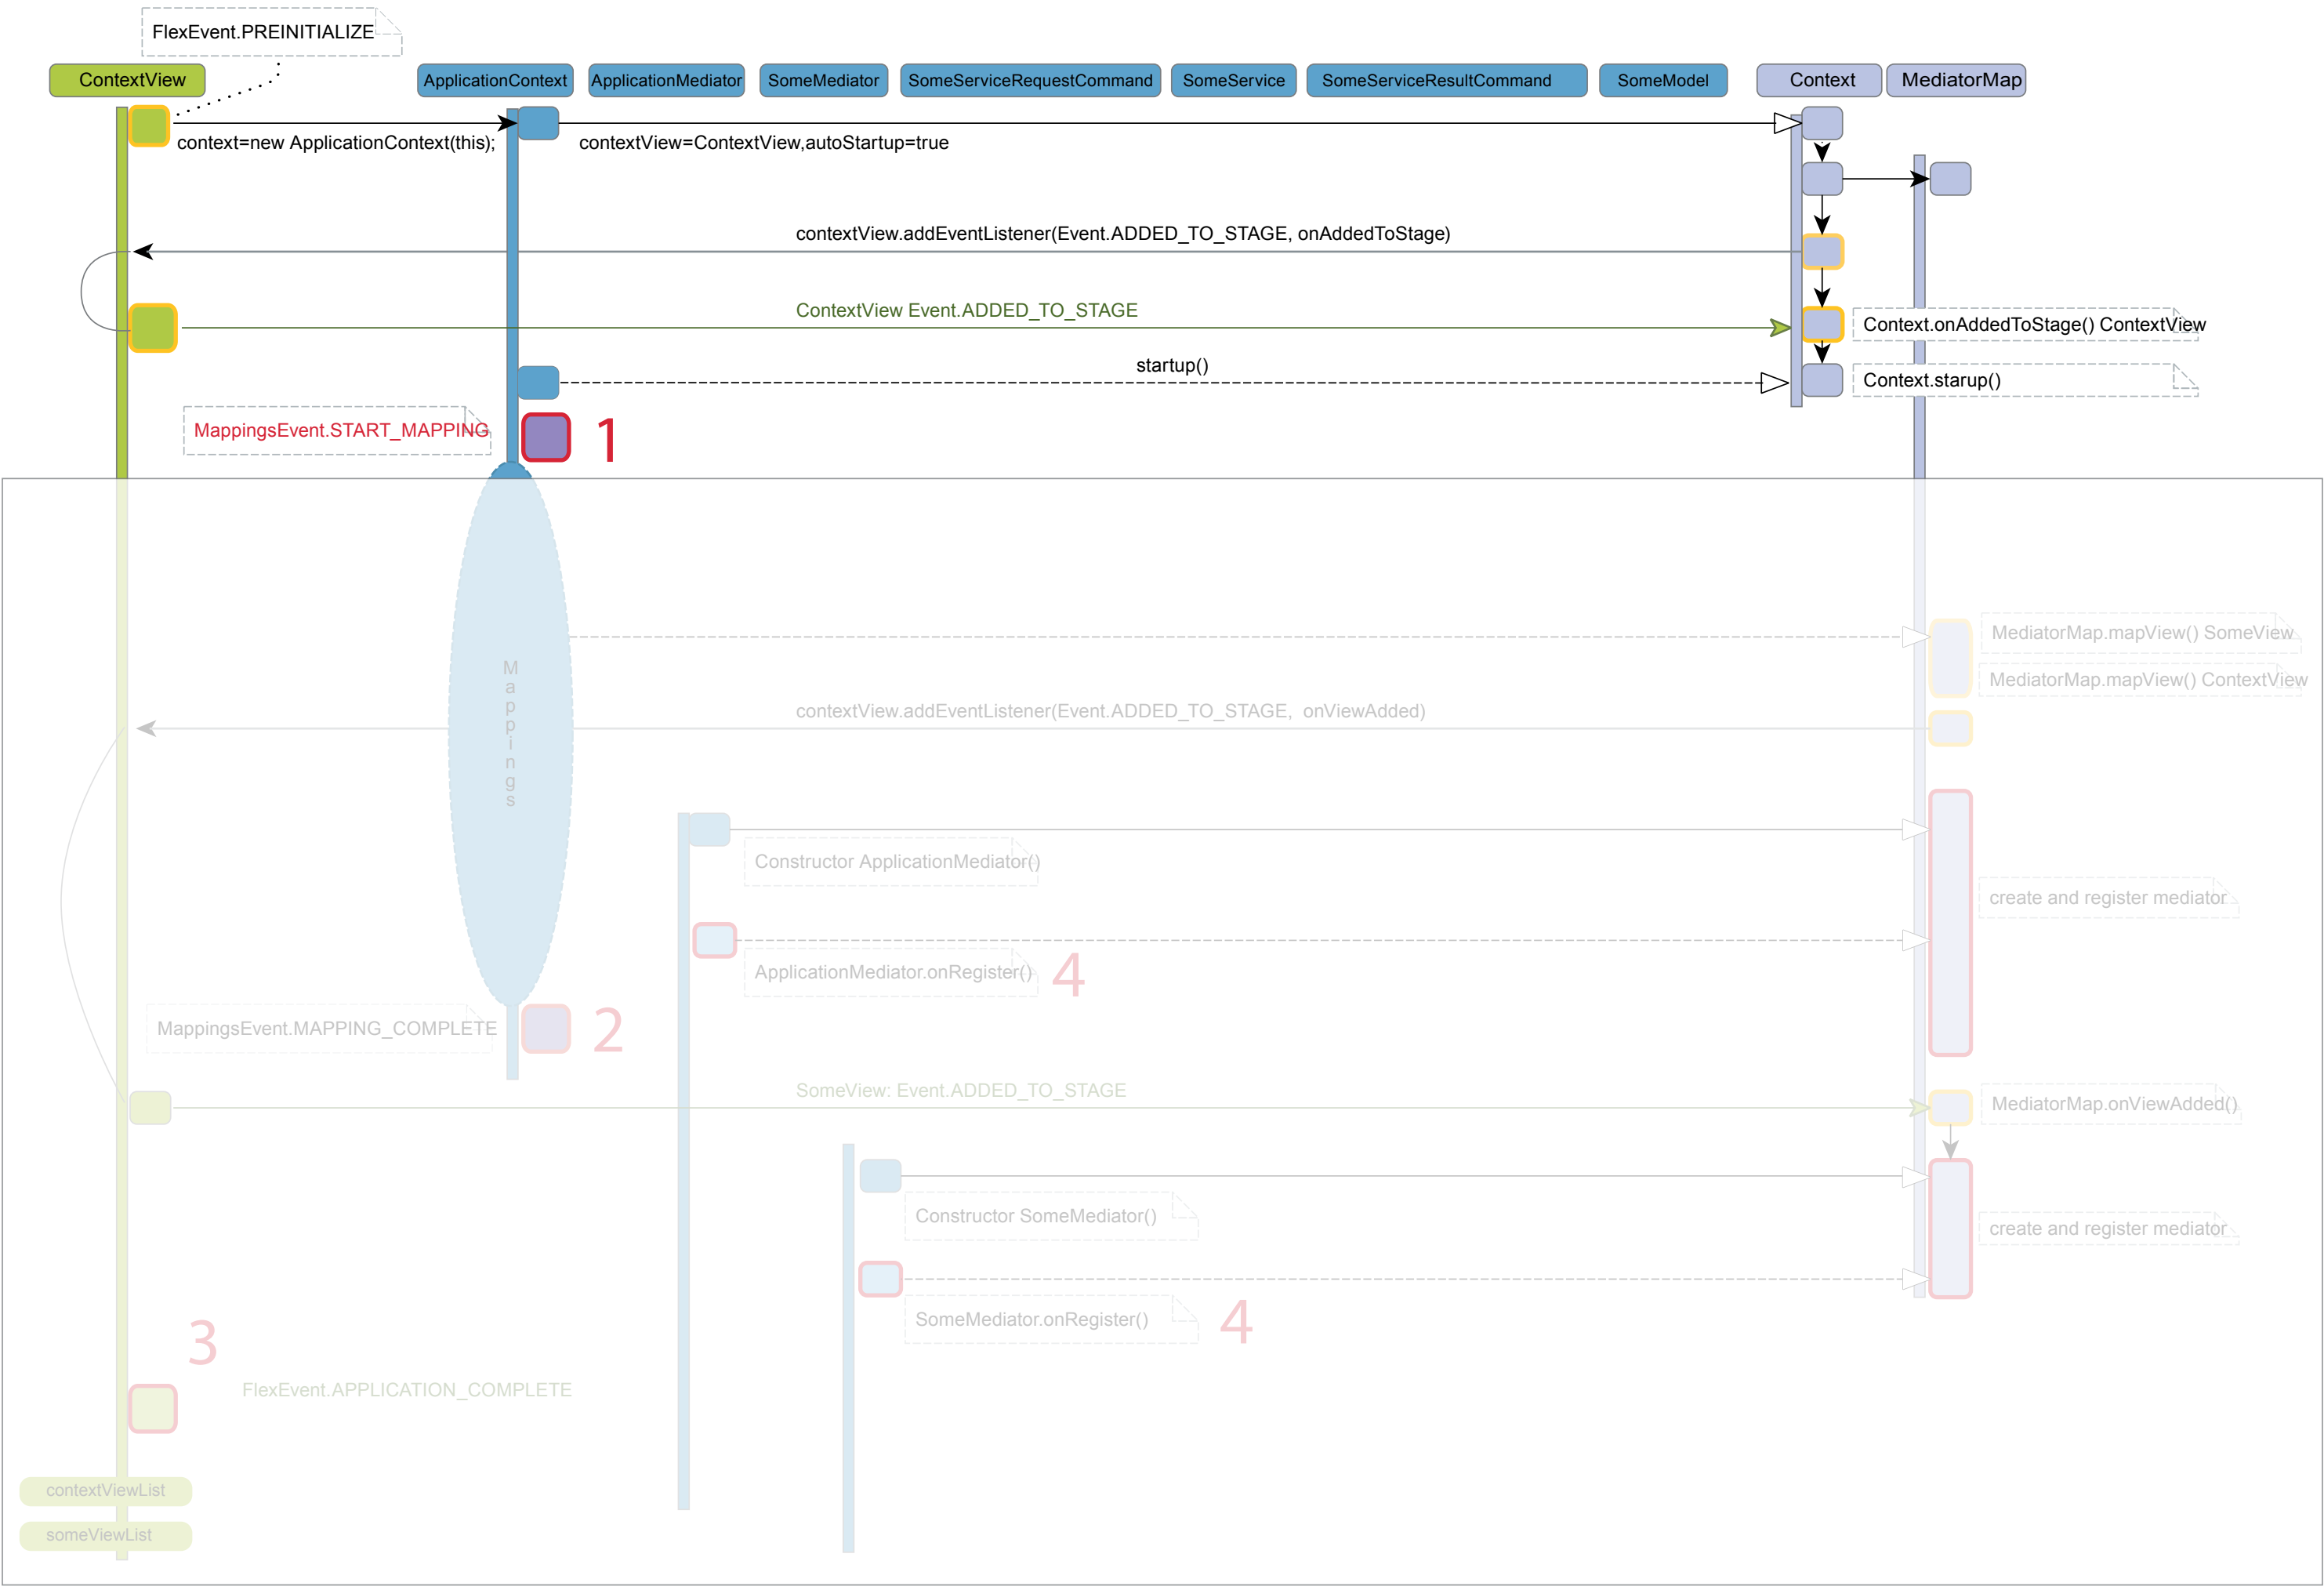 FlexEvent.PREINITIALIZE
ContextView
ApplicationContext
ApplicationMediator
SomeMediator
SomeServiceRequestCommand
SomeService
SomeServiceResultCommand
SomeModel
Context
MediatorMap
context=new ApplicationContext(this);
contextView=ContextView,autoStartup=true
contextView.addEventListener(Event.ADDED_TO_STAGE, onAddedToStage)
ContextView Event.ADDED_TO_STAGE
Context.onAddedToStage() ContextView
startup()
Context.starup()
MappingsEvent.START_MAPPING
1
MediatorMap.mapView() SomeView
Mappings
MediatorMap.mapView() ContextView
contextView.addEventListener(Event.ADDED_TO_STAGE,  onViewAdded)
Constructor ApplicationMediator()
create and register mediator
ApplicationMediator.onRegister()
4
MappingsEvent.MAPPING_COMPLETE
2
SomeView: Event.ADDED_TO_STAGE
MediatorMap.onViewAdded()
Constructor SomeMediator()
create and register mediator
SomeMediator.onRegister()
4
3
FlexEvent.APPLICATION_COMPLETE
contextViewList
someViewList